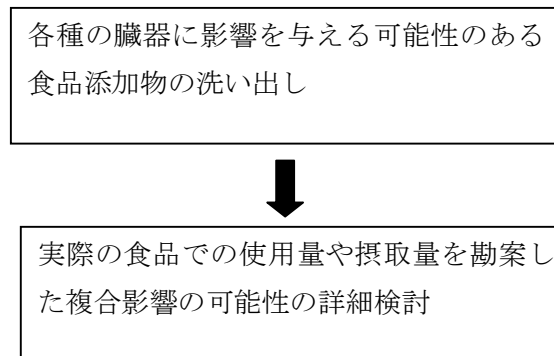 各種の臓器に影響を与える可能性のある
食品添加物の洗い出し
実際の食品での使用量や摂取量を勘案し
た複合影響の可能性の詳細検討